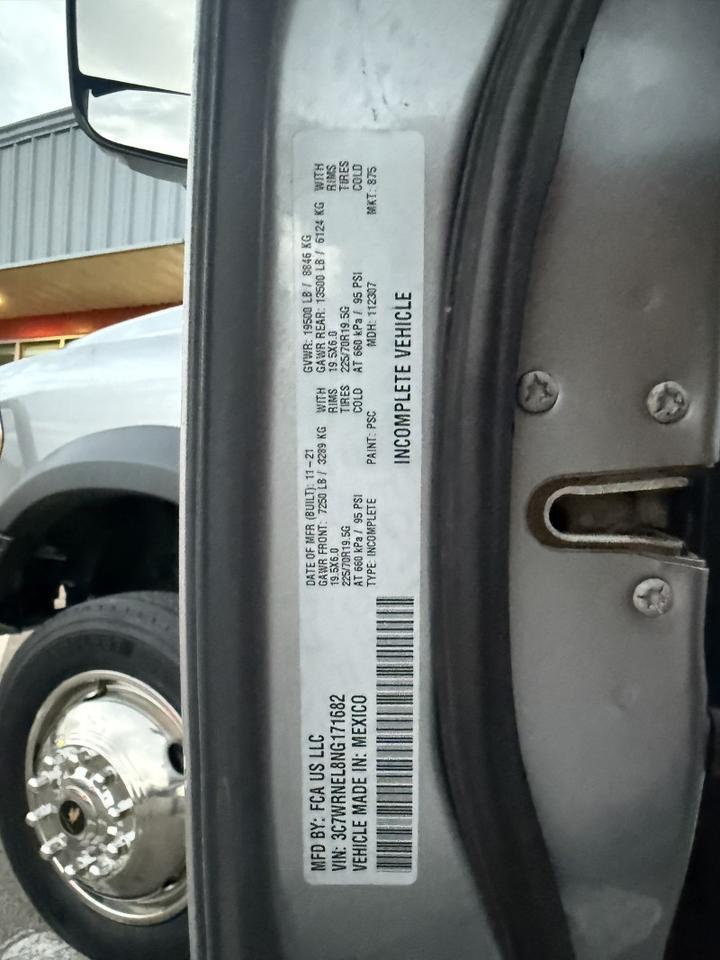 MFD BY: FCA US LLC
VIN: 3C7WRNEL8NG171682
VEHICLE MADE IN: MEXICO
DATE OF MFR (BUILT): 11-21 GVWR: 19500 LB / 8846 KG
GAWR FRONT: 7250 LB / 3289 KG WITH GAWR REAR: 13500 LB / 6124 KG WITH
19.5X6.0 RIMS 19.5X6.0 RIMS
225/70R19.5G TIRES 225/70R19.5G TIRES
AT 660 kPa / 95 PSI COLD AT 660 kPa / 95 PSI COLD
TYPE: INCOMPLETE PAINT: PSC MDH: 112307 MKT: 875
INCOMPLETE VEHICLE